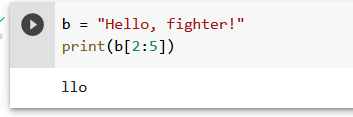 b = "Hello, fighter!"
print(b[2:5])
llo